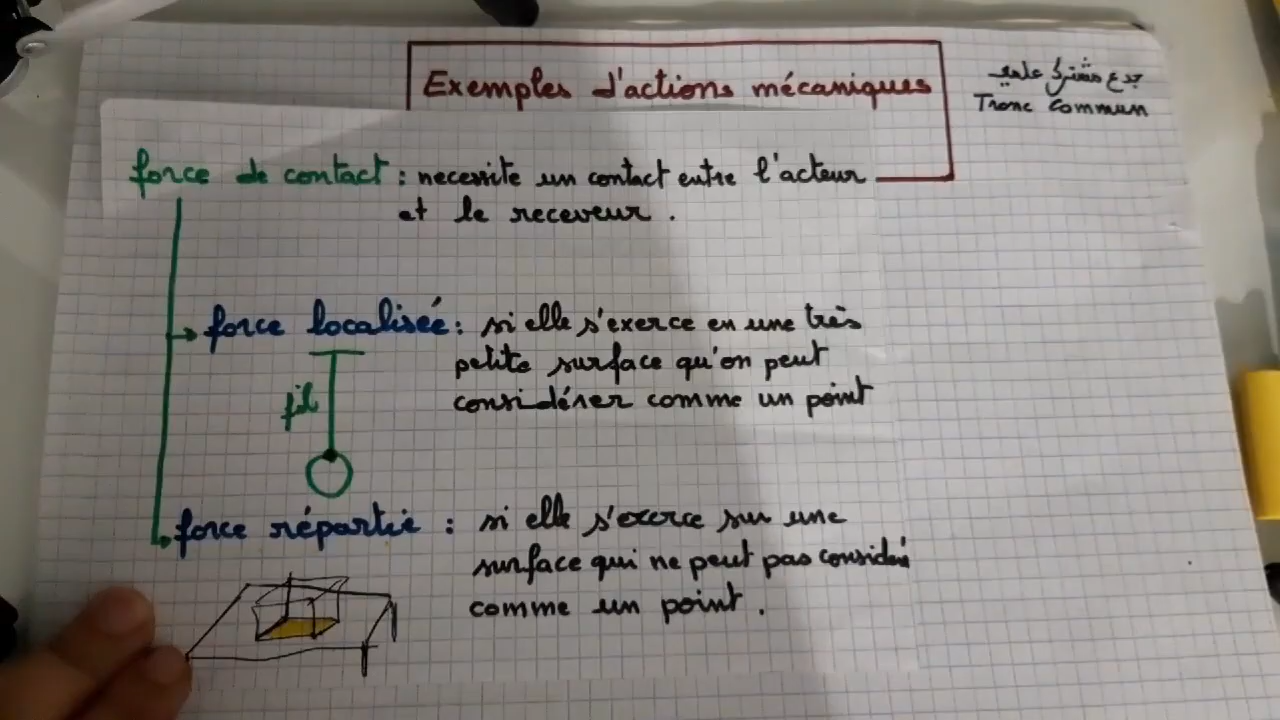 Exemples d'actions mécaniques
جدع مشترك علمي
Tronc Commun
force de contact : necessite un contact entre l'acteur
et le receveur .
force localisée : si elle s'exerce en une très
petite surface qu'on peut
considérer comme un point
fil
force répartie : si elle s'exerce sur une
surface qui ne peut pas considéré
comme un point .